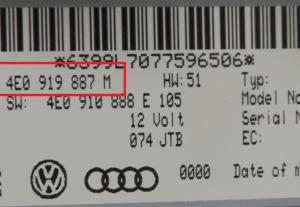 *6399L7077596506*
4E0 919 887 M HW: 51 Typ:
SW: 4E0 910 888 E 105 Model No
12 Volt Serial N
074 JTB EC:
0000 Date of m